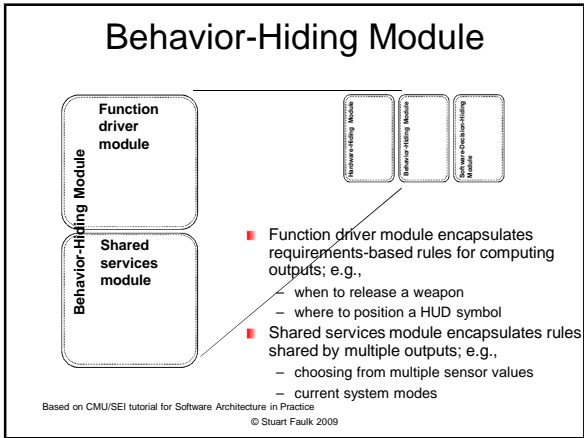 Behavior-Hiding Module
Function
driver
module
Behavior-Hiding Module
Shared
services
module
Hardware-Hiding Module
Behavior-Hiding Module
Software-Decision-Hiding
Module
Function driver module encapsulates
requirements-based rules for computing
outputs; e.g.,
– when to release a weapon
– where to position a HUD symbol
Shared services module encapsulates rules
shared by multiple outputs; e.g.,
– choosing from multiple sensor values
– current system modes
Based on CMU/SEI tutorial for Software Architecture in Practice
© Stuart Faulk 2009